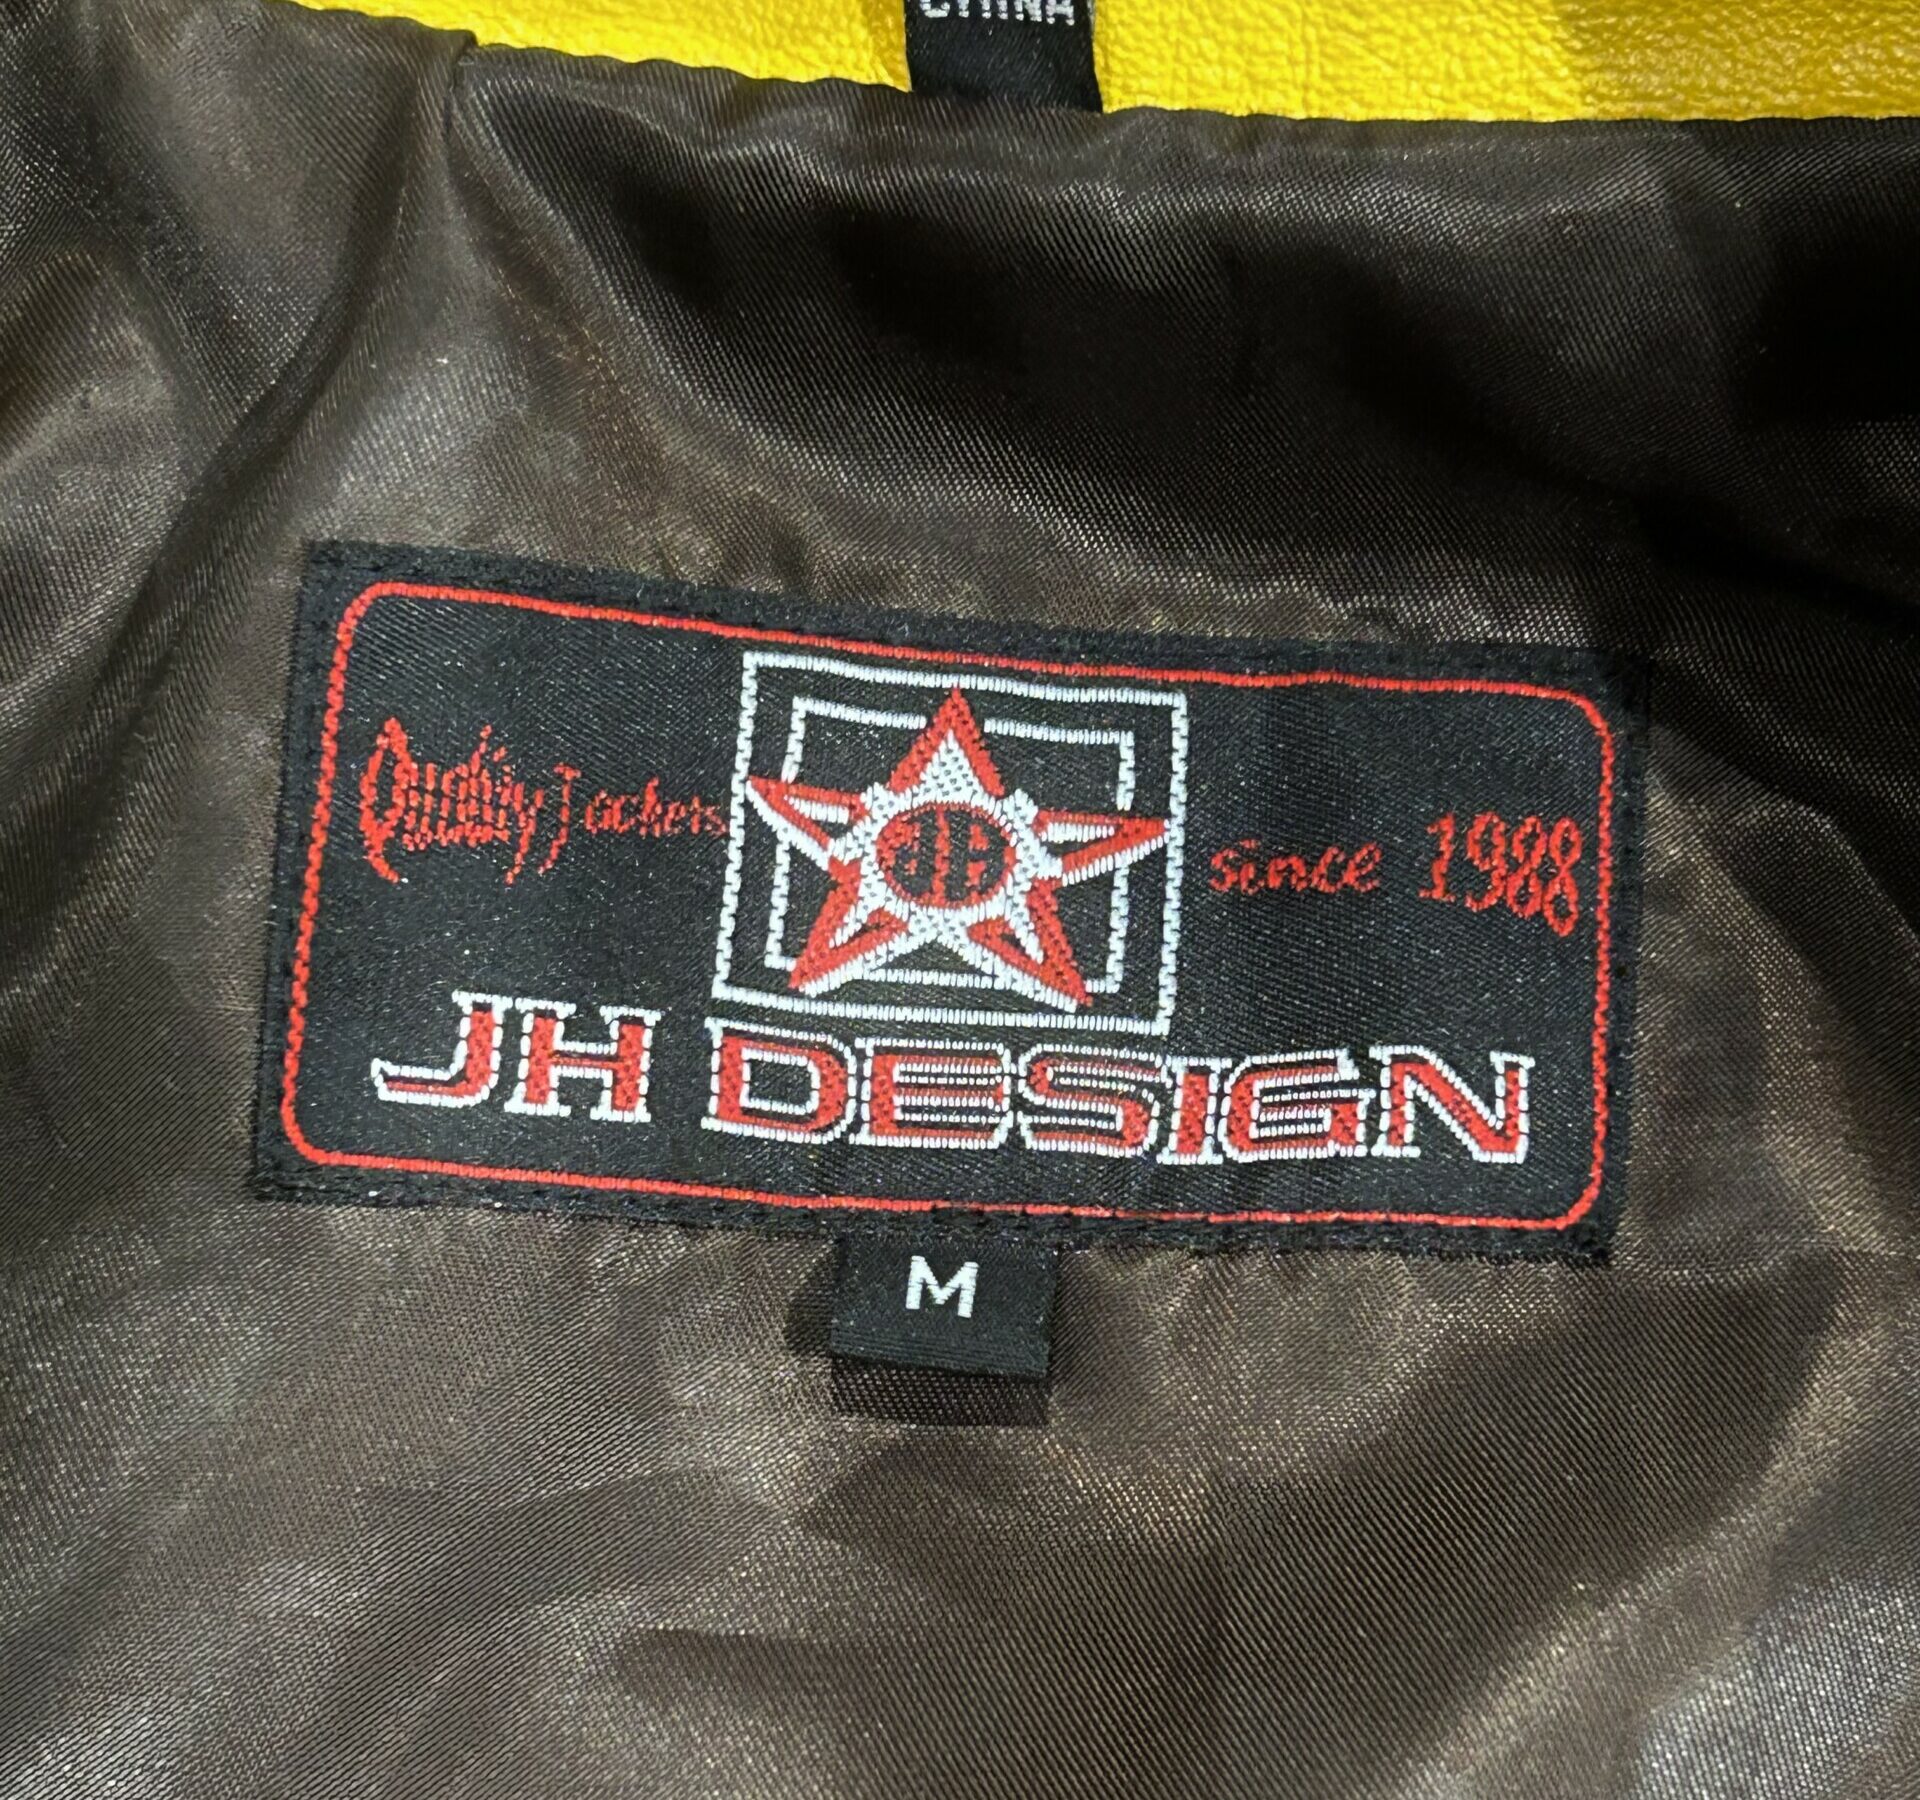 CHINA
Quality Jackets
JH
since 1988
JH DESIGN
M